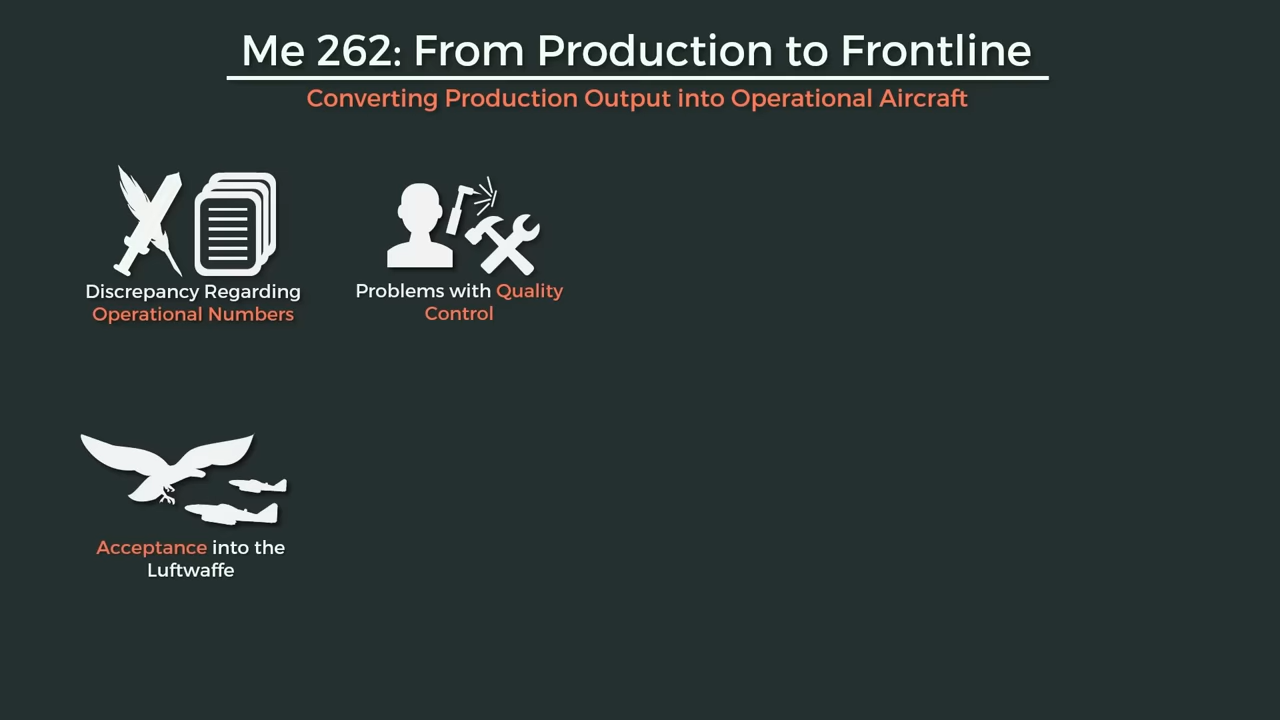 Me 262: From Production to Frontline
Converting Production Output into Operational Aircraft
Discrepancy Regarding
Operational Numbers
Problems with Quality
Control
Acceptance into the
Luftwaffe